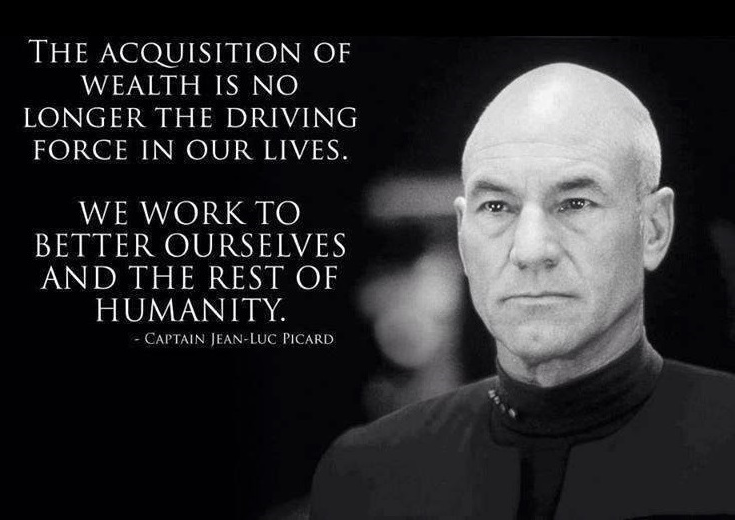 The acquisition of
wealth is no
longer the driving
force in our lives.
We work to
better ourselves
and the rest of
humanity.
- Captain Jean-Luc Picard